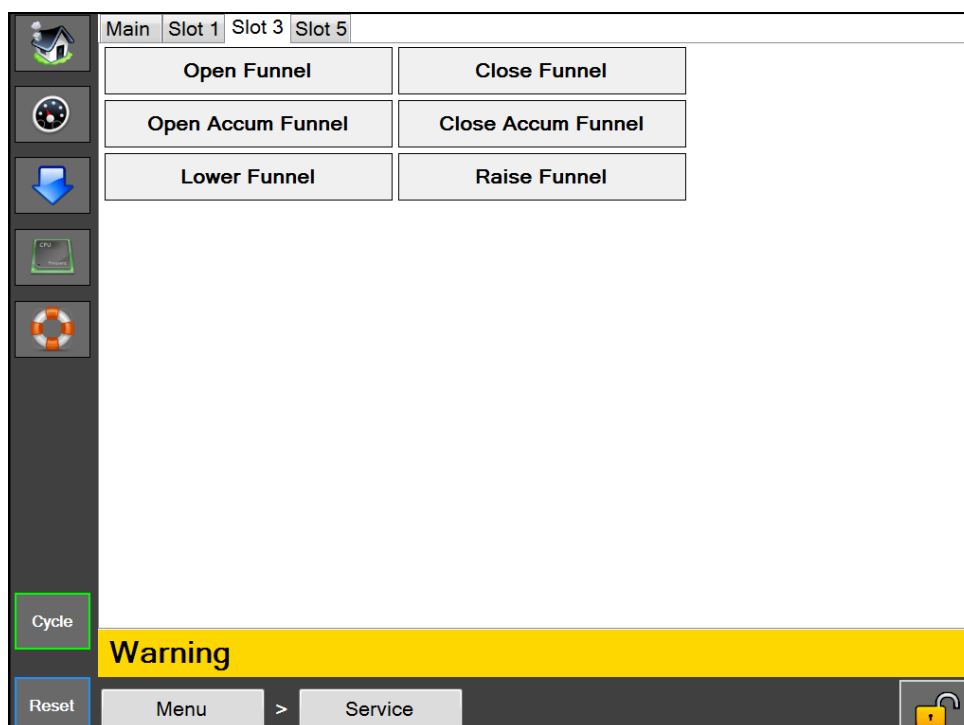 Main Slot 1 Slot 3 Slot 5
Open Funnel Close Funnel
Open Accum Funnel Close Accum Funnel
Lower Funnel Raise Funnel
CPU
Cycle
Warning
Reset Menu > Service